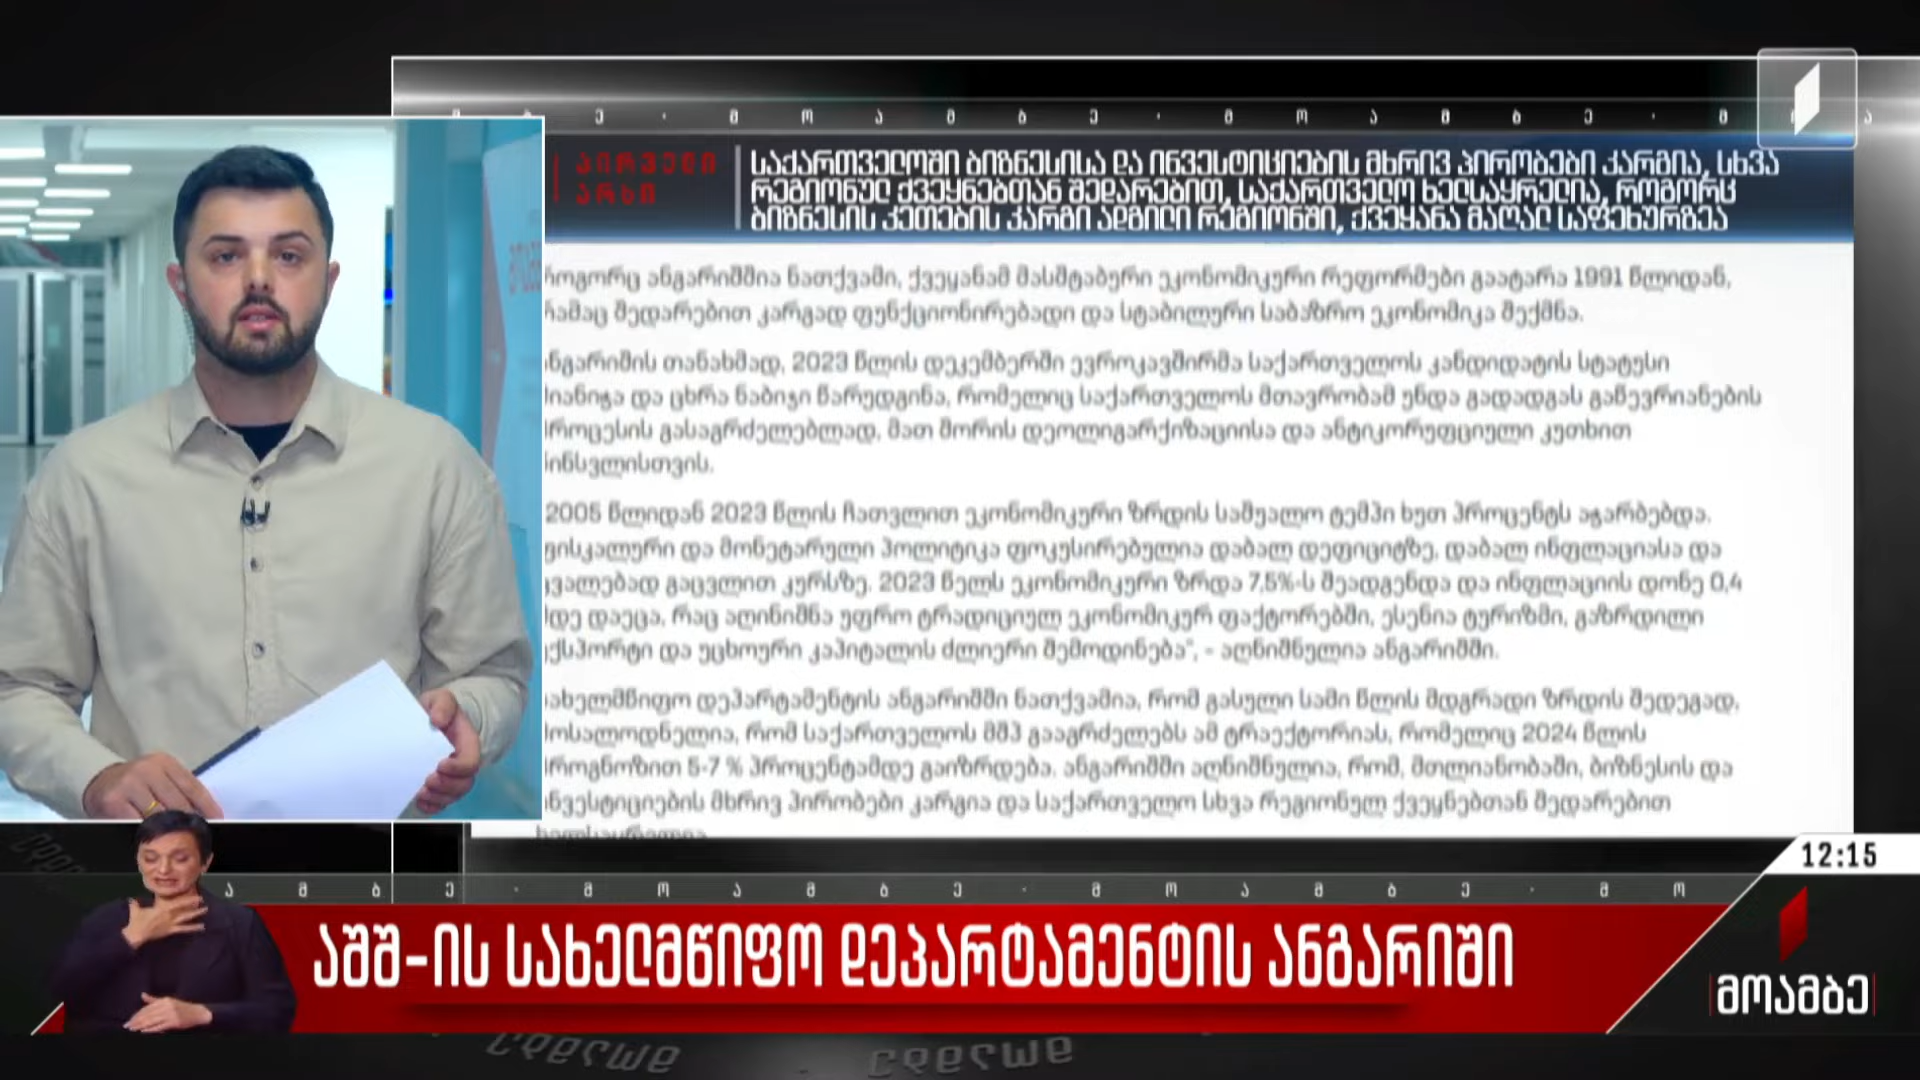 პირველი
არხი
საქართველოში ბიზნესისა და ინვესტიციების მხრივ პირობები კარგია, სხვა
რეგიონულ ქვეყნებთან შედარებით, საქართველო ხელსაყრელია, როგორც
ბიზნესის კეთების კარგი ადგილი რეგიონში, ქვეყანა მაღალ საფეხურზეა
როგორც ანგარიშშია ნათქვამი, ქვეყანამ მასშტაბური ეკონომიკური რეფორმები გაატარა 1991 წლიდან,
რამაც შედარებით კარგად ფუნქციონირებადი და სტაბილური საბაზრო ეკონომიკა შექმნა.
ანგარიშის თანახმად, 2023 წლის დეკემბერში ევროკავშირმა საქართველოს კანდიდატის სტატუსი
მიანიჭა და ცხრა ნაბიჯი წარუდგინა, რომელიც საქართველოს მთავრობამ უნდა გადადგას გაწევრიანების
პროცესის გასაგრძელებლად, მათ შორის დეოლიგარქიზაციისა და ანტიკორუფციული კუთხით
წინსვლისთვის.
2005 წლიდან 2023 წლის ჩათვლით ეკონომიკური ზრდის საშუალო ტემპი ხუთ პროცენტს აჭარბებდა.
ფისკალური და მონეტარული პოლიტიკა ფოკუსირებულია დაბალ დეფიციტზე, დაბალ ინფლაციასა და
ცვალებად გაცვლით კურსზე. 2023 წელს ეკონომიკური ზრდა 7,5%-ს შეადგენდა და ინფლაციის დონე 0,4
მდე დაეცა, რაც აღინიშნა უფრო ტრადიციულ ეკონომიკურ ფაქტორებში, ესენია ტურიზმი, გაზრდილი
ექსპორტი და უცხოური კაპიტალის ძლიერი შემოდინება“, - აღნიშნულია ანგარიშში.
სახელმწიფო დეპარტამენტის ანგარიშში ნათქვამია, რომ გასული სამი წლის მდგრადი ზრდის შედეგად,
მოსალოდნელია, რომ საქართველოს მშპ გააგრძელებს ამ ტრაექტორიას, რომელიც 2024 წლის
პროგნოზით 5-7 % პროცენტამდე გაიზრდება. ანგარიშში აღნიშნულია, რომ, მთლიანობაში, ბიზნესის და
ინვესტიციების მხრივ პირობები კარგია და საქართველო სხვა რეგიონულ ქვეყნებთან შედარებით
ხელსაყრელია
12:15
აშშ-ის სახელმწიფო დეპარტამენტის ანგარიში
მოამბე